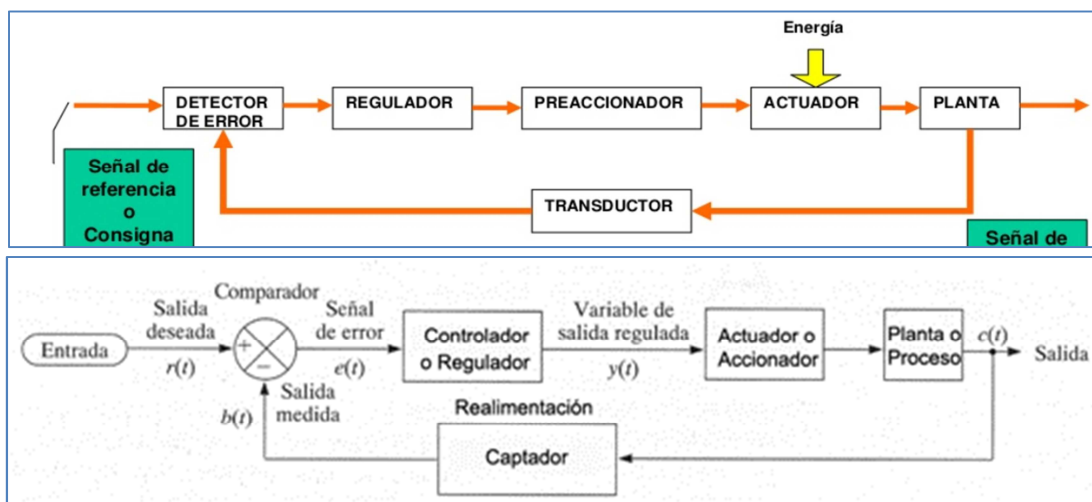 Energía
DETECTOR
DE ERROR
REGULADOR
PREACCIONADOR
ACTUADOR
PLANTA
Señal de
referencia
o
Consigna
TRANSDUCTOR
Señal de
Entrada
Salida
deseada
r(t)
Comparador
+
−
Señal
de error
e(t)
Salida
medida
b(t)
Controlador
o Regulador
Variable de
salida regulada
y(t)
Actuador o
Accionador
Planta o
Proceso
c(t)
Salida
Realimentación
Captador